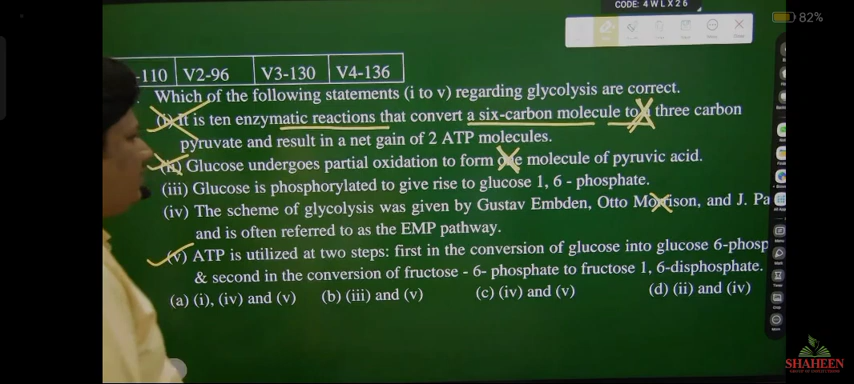 CODE: 4WLX26
82%
-110 V2-96 V3-130 V4-136
Which of the following statements (i to v) regarding glycolysis are correct.
(i) It is ten enzymatic reactions that convert a six-carbon molecule to a three carbon
pyruvate and result in a net gain of 2 ATP molecules.
(ii) Glucose undergoes partial oxidation to form one molecule of pyruvic acid.
(iii) Glucose is phosphorylated to give rise to glucose 1, 6 - phosphate.
(iv) The scheme of glycolysis was given by Gustav Embden, Otto Morrison, and J. Pa
and is often referred to as the EMP pathway.
(v) ATP is utilized at two steps: first in the conversion of glucose into glucose 6-phosp
& second in the conversion of fructose - 6- phosphate to fructose 1, 6-disphosphate.
(a) (i), (iv) and (v) (b) (iii) and (v) (c) (iv) and (v) (d) (ii) and (iv)
SHAHEEN